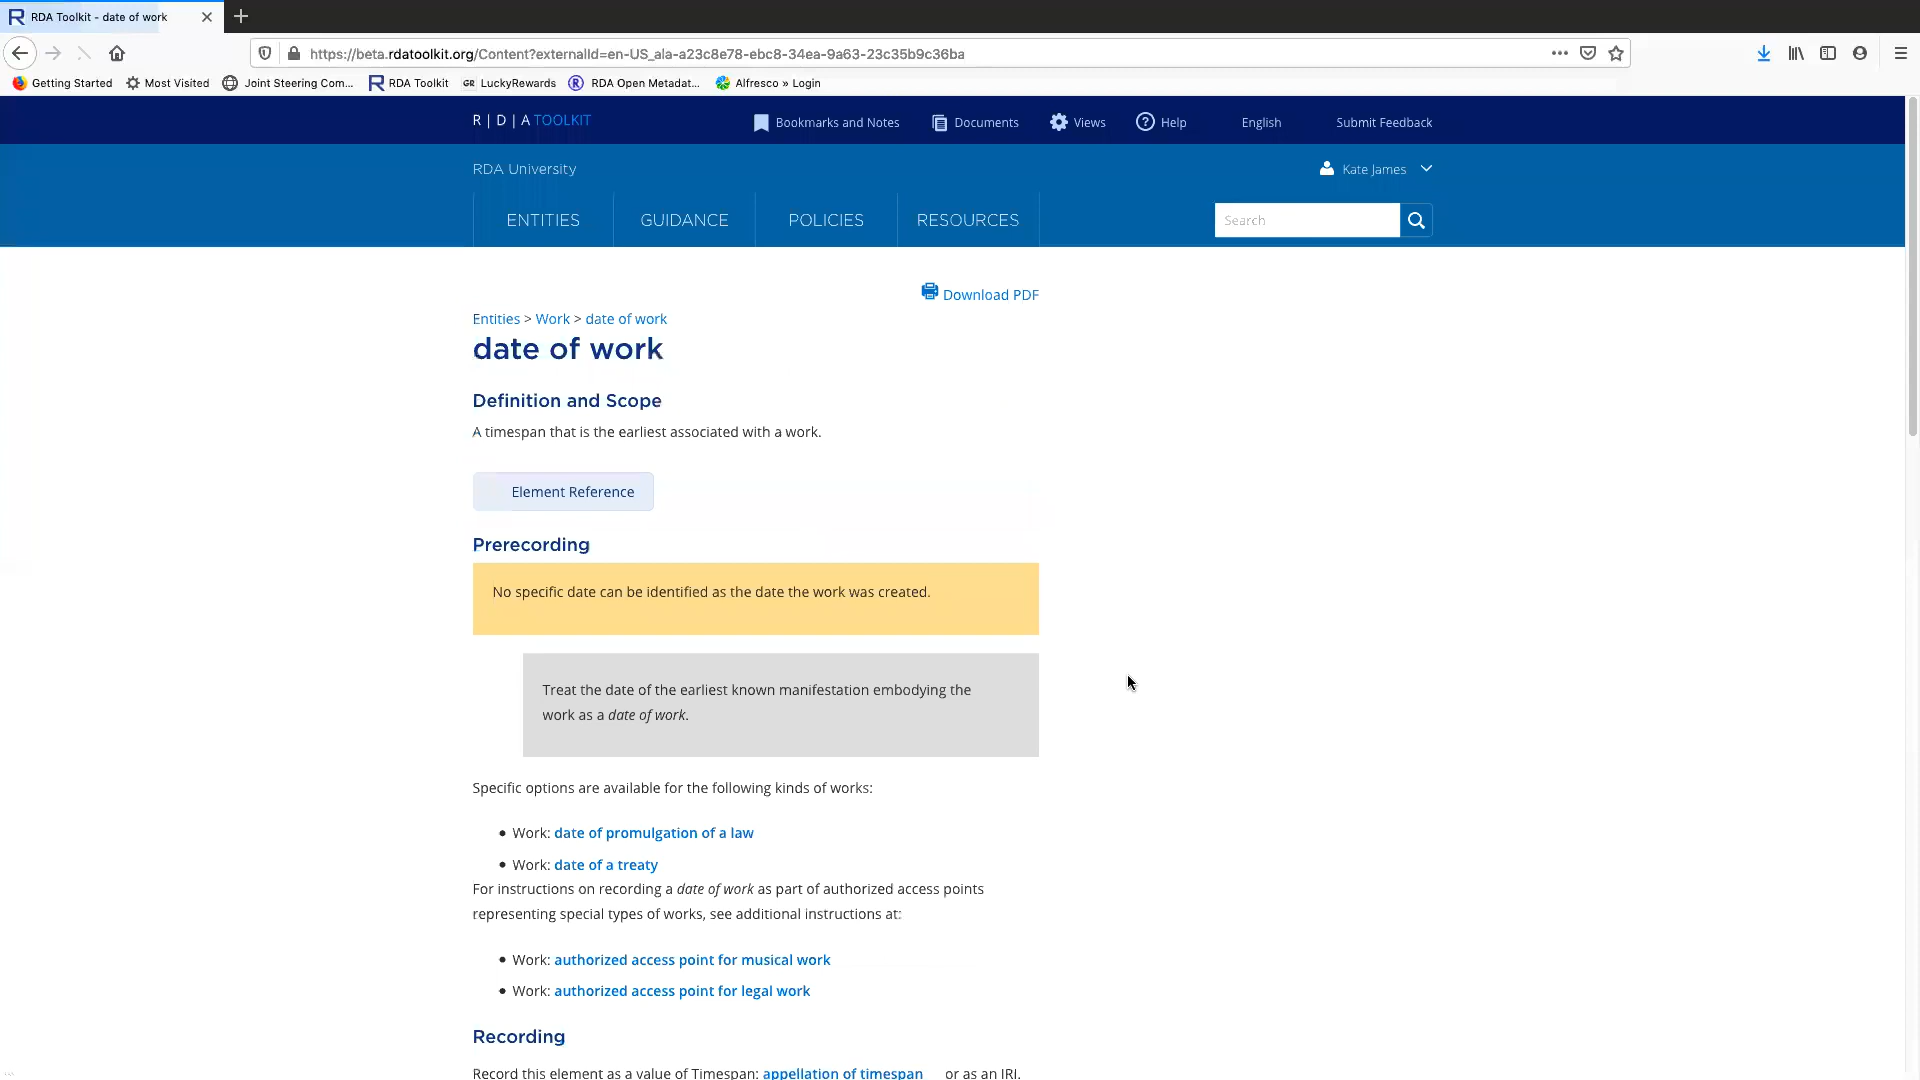 RDA Toolkit - date of work
https://beta.rdatoolkit.org/Content?externalId=en-US_ala-a23c8e78-ebc8-34ea-9a63-23c35b9c36ba
Getting Started Most Visited Joint Steering Com... RDA Toolkit LuckyRewards RDA Open Metadat... Alfresco » Login
R | D | A TOOLKIT Bookmarks and Notes Documents Views Help English Submit Feedback
RDA University Kate James
ENTITIES GUIDANCE POLICIES RESOURCES Search
Download PDF
Entities > Work > date of work
date of work
Definition and Scope
A timespan that is the earliest associated with a work.
Element Reference
Prerecording
No specific date can be identified as the date the work was created.
Treat the date of the earliest known manifestation embodying the
work as a date of work.
Specific options are available for the following kinds of works:
• Work: date of promulgation of a law
• Work: date of a treaty
For instructions on recording a date of work as part of authorized access points
representing special types of works, see additional instructions at:
• Work: authorized access point for musical work
• Work: authorized access point for legal work
Recording
Record this element as a value of Timespan: appellation of timespan or as an IRI.